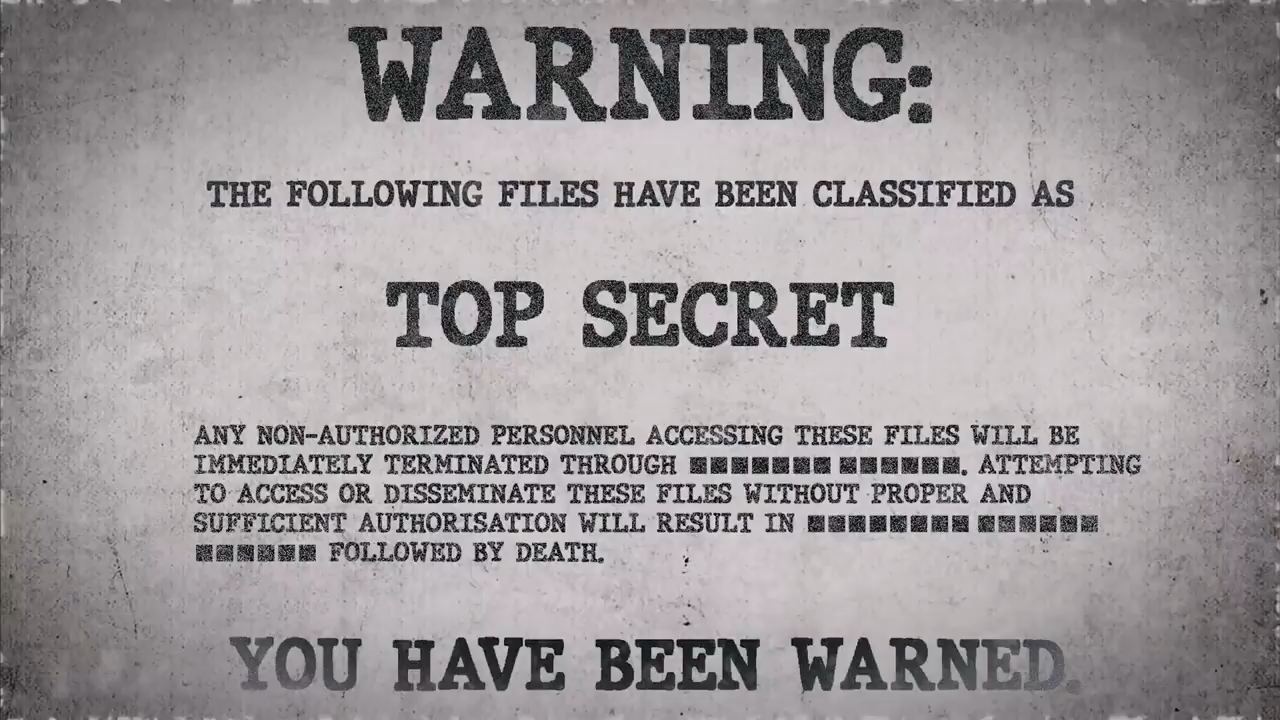 WARNING:
THE FOLLOWING FILES HAVE BEEN CLASSIFIED AS
TOP SECRET
ANY NON-AUTHORIZED PERSONNEL ACCESSING THESE FILES WILL BE
IMMEDIATELY TERMINATED THROUGH ■■■■■■■ ■■■■■■. ATTEMPTING
TO ACCESS OR DISSEMINATE THESE FILES WITHOUT PROPER AND
SUFFICIENT AUTHORISATION WILL RESULT IN ■■■■■■■■ ■■■■■■
■■■■■■ FOLLOWED BY DEATH.
YOU HAVE BEEN WARNED.